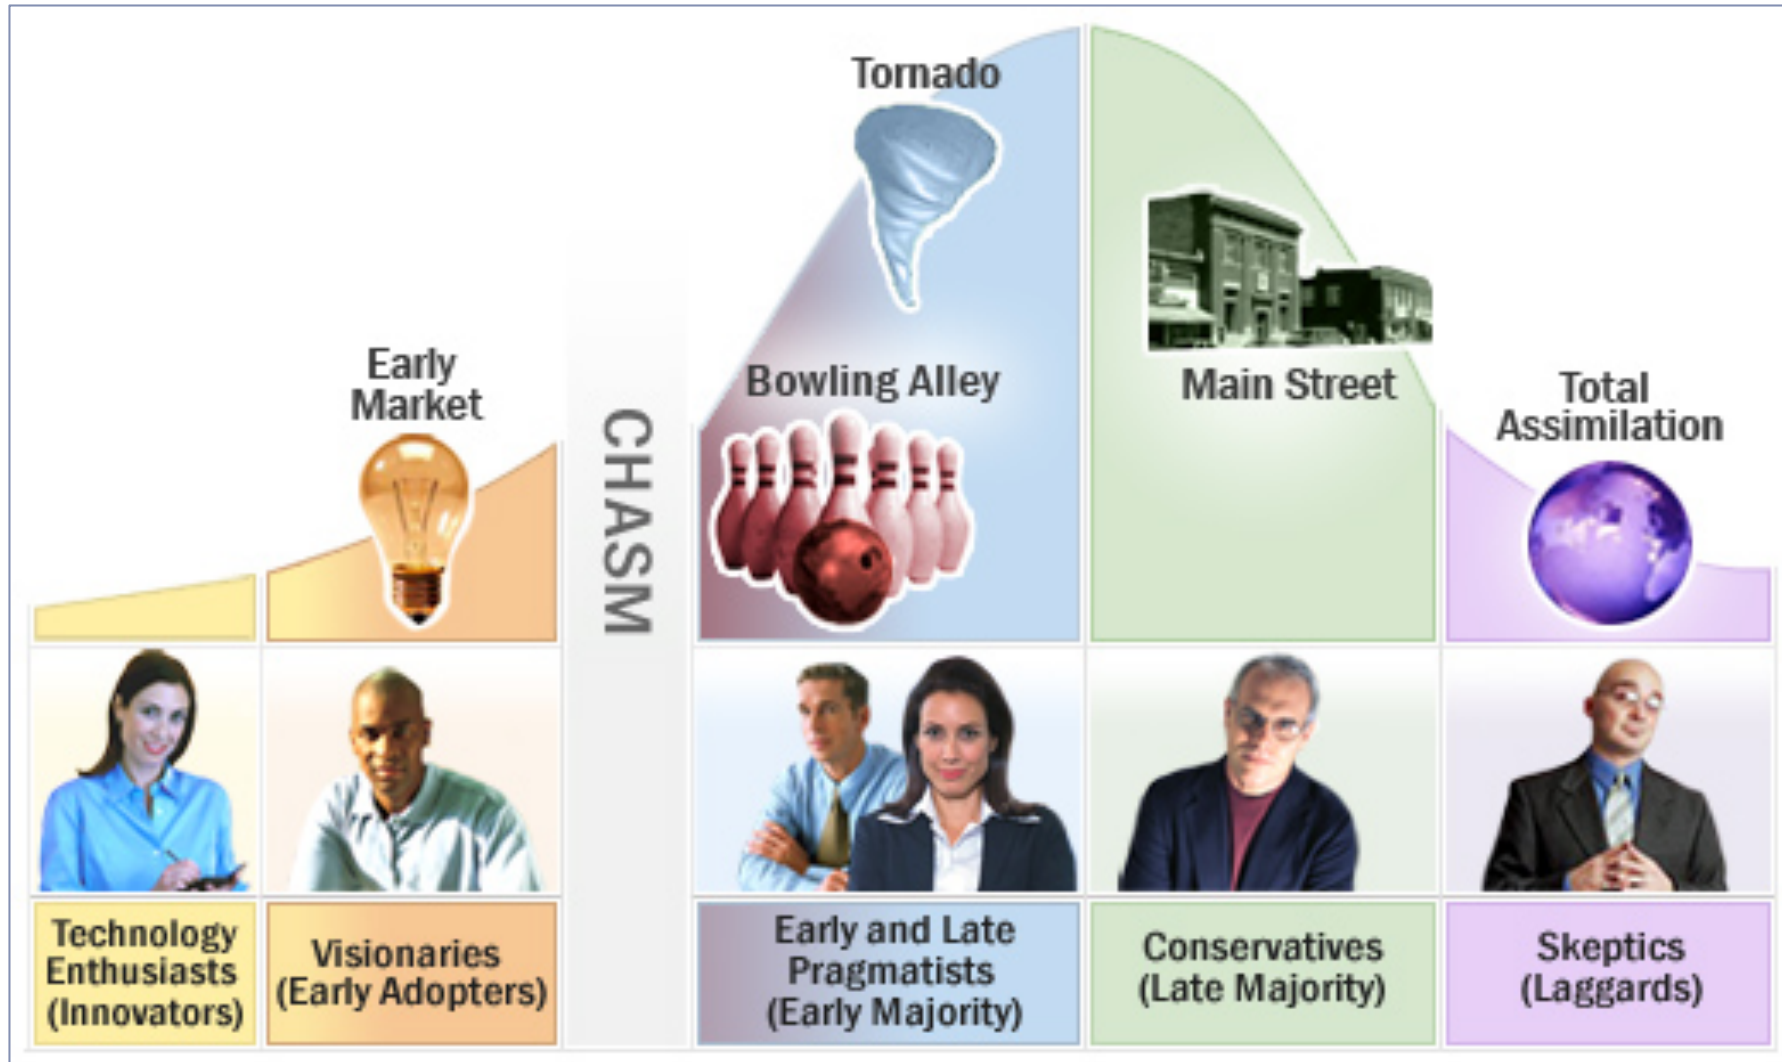 Tornado
Early
Market
CHASM
Bowling Alley
Main Street
Total
Assimilation
Technology
Enthusiasts
(Innovators)
Visionaries
(Early Adopters)
Early and Late
Pragmatists
(Early Majority)
Conservatives
(Late Majority)
Skeptics
(Laggards)